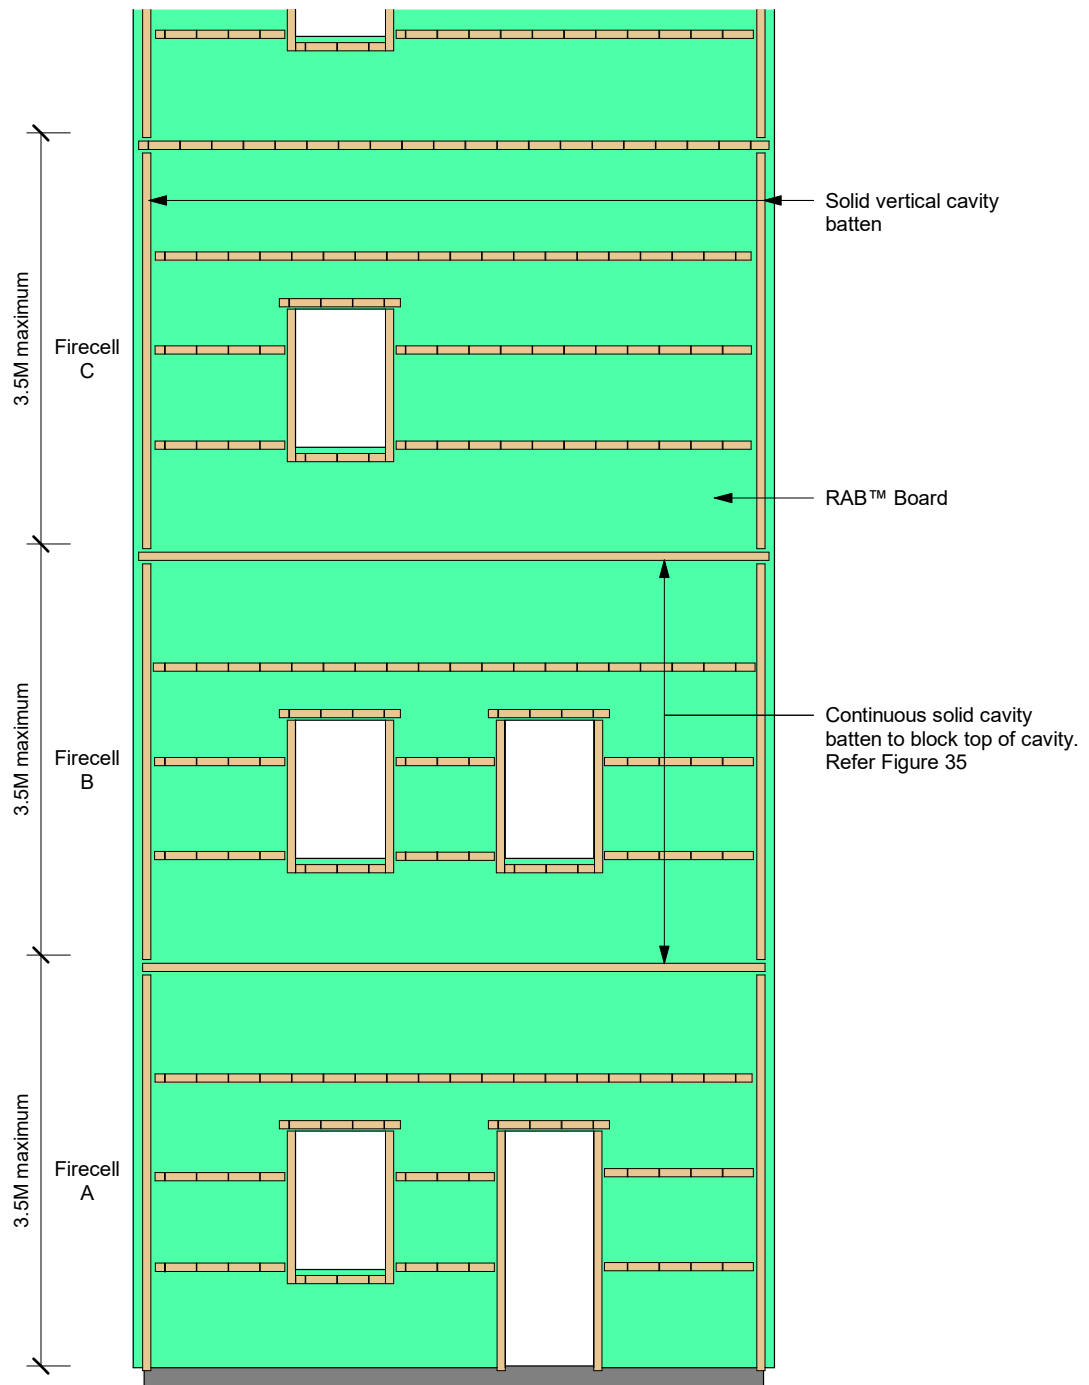 Solid vertical cavity
batten
3.5M maximum
Firecell
C
RAB™ Board
3.5M maximum
Firecell
B
Continuous solid cavity
batten to block top of cavity.
Refer Figure 35
3.5M maximum
Firecell
A